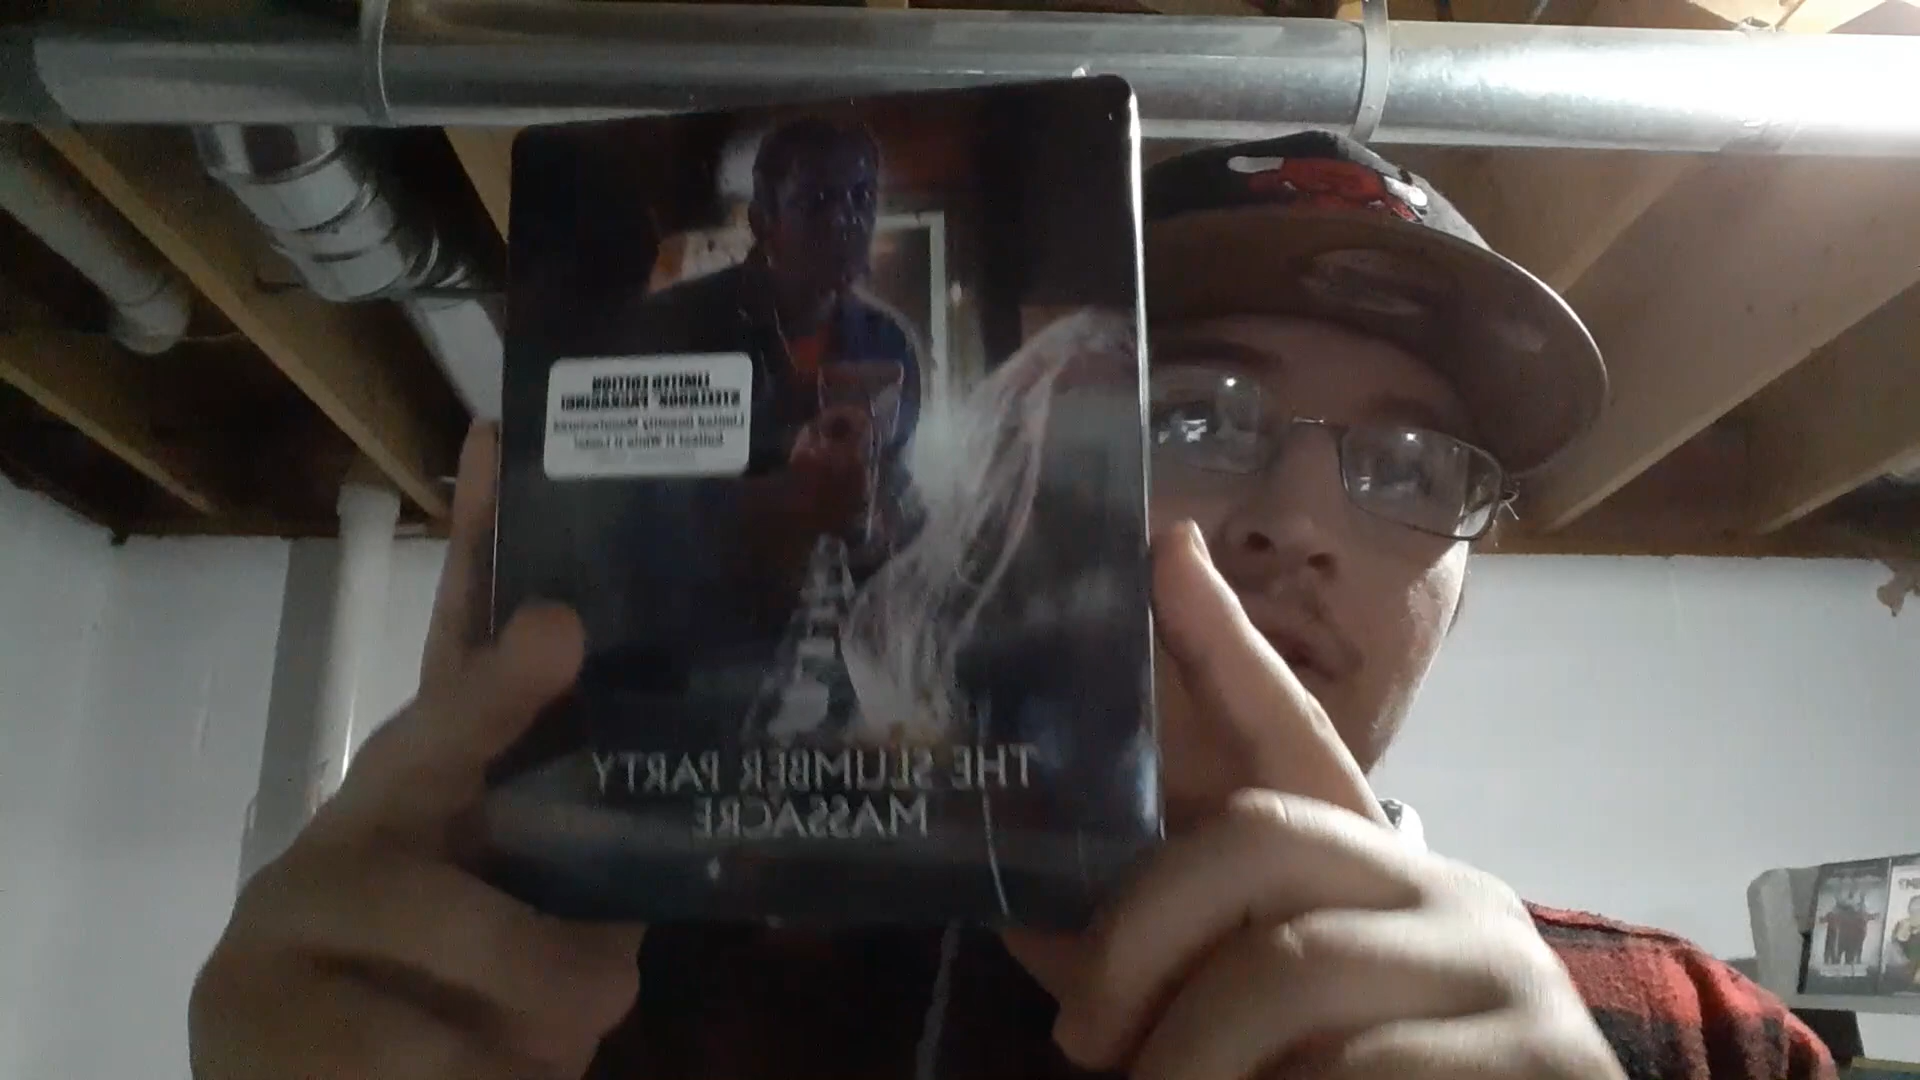 LIMITED EDITION
STEELBOOK PACKAGING!
Limited Quantity Manufactured
Collect It While It Lasts!
THE SLUMBER PARTY
MASSACRE